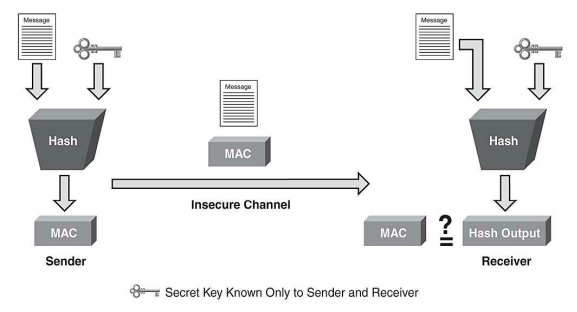 Message
Message
Message
Hash
MAC
Hash
Insecure Channel
MAC
MAC
?
=
Hash Output
Sender
Receiver
Secret Key Known Only to Sender and Receiver